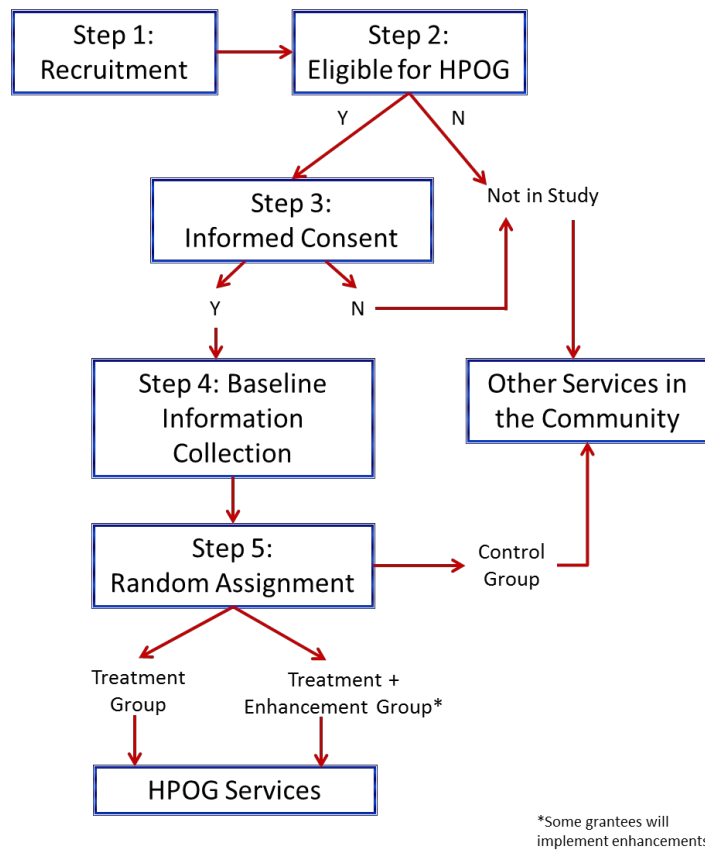 Step 1:
Recruitment
Step 2:
Eligible for HPOG
Y
N
Step 3:
Informed Consent
Not in Study
Y
N
Step 4: Baseline
Information
Collection
Other Services in
the Community
Step 5:
Random Assignment
Control
Group
Treatment
Group
Treatment +
Enhancement Group*
HPOG Services
*Some grantees will
implement enhancements